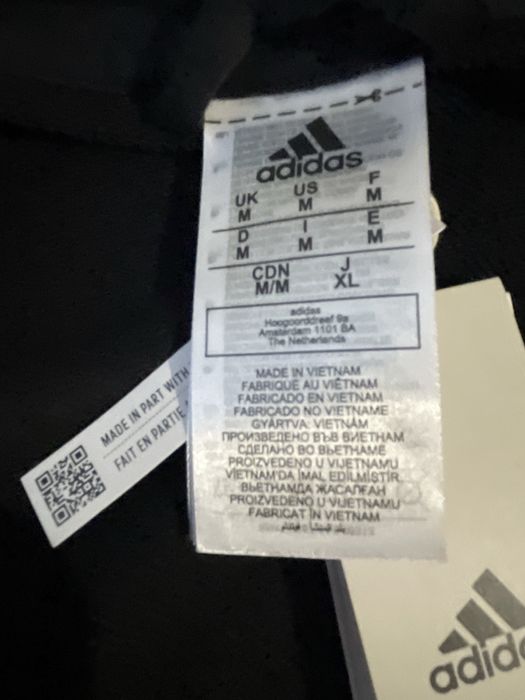 adidas
UK US F
M M M
D I E
M M M
CDN J
M/M XL
adidas
Hoogoorddreef 9a
Amsterdam 1101 BA
The Netherlands
MADE IN VIETNAM
FABRIQUÉ AU VIÊTNAM
FABRICADO EN VIETNAM
FABRICADO NO VIETNAME
GYÁRTVA: VIETNÁM
ПРОИЗВЕДЕНО ВЪВ ВИЕТНАМ
СДЕЛАНО ВО ВЬЕТНАМЕ
PROIZVEDENO U VIJETNAMU
VIETNAM'DA İMAL EDİLMİŞTİR
ВЬЕТНАМДА ЖАСАЛҒАН
PROIZVEDENO U VIJETNAMU
FABRICAT ÎN VIETNAM
MADE IN PART WITH
FAIT EN PARTIE
adidas